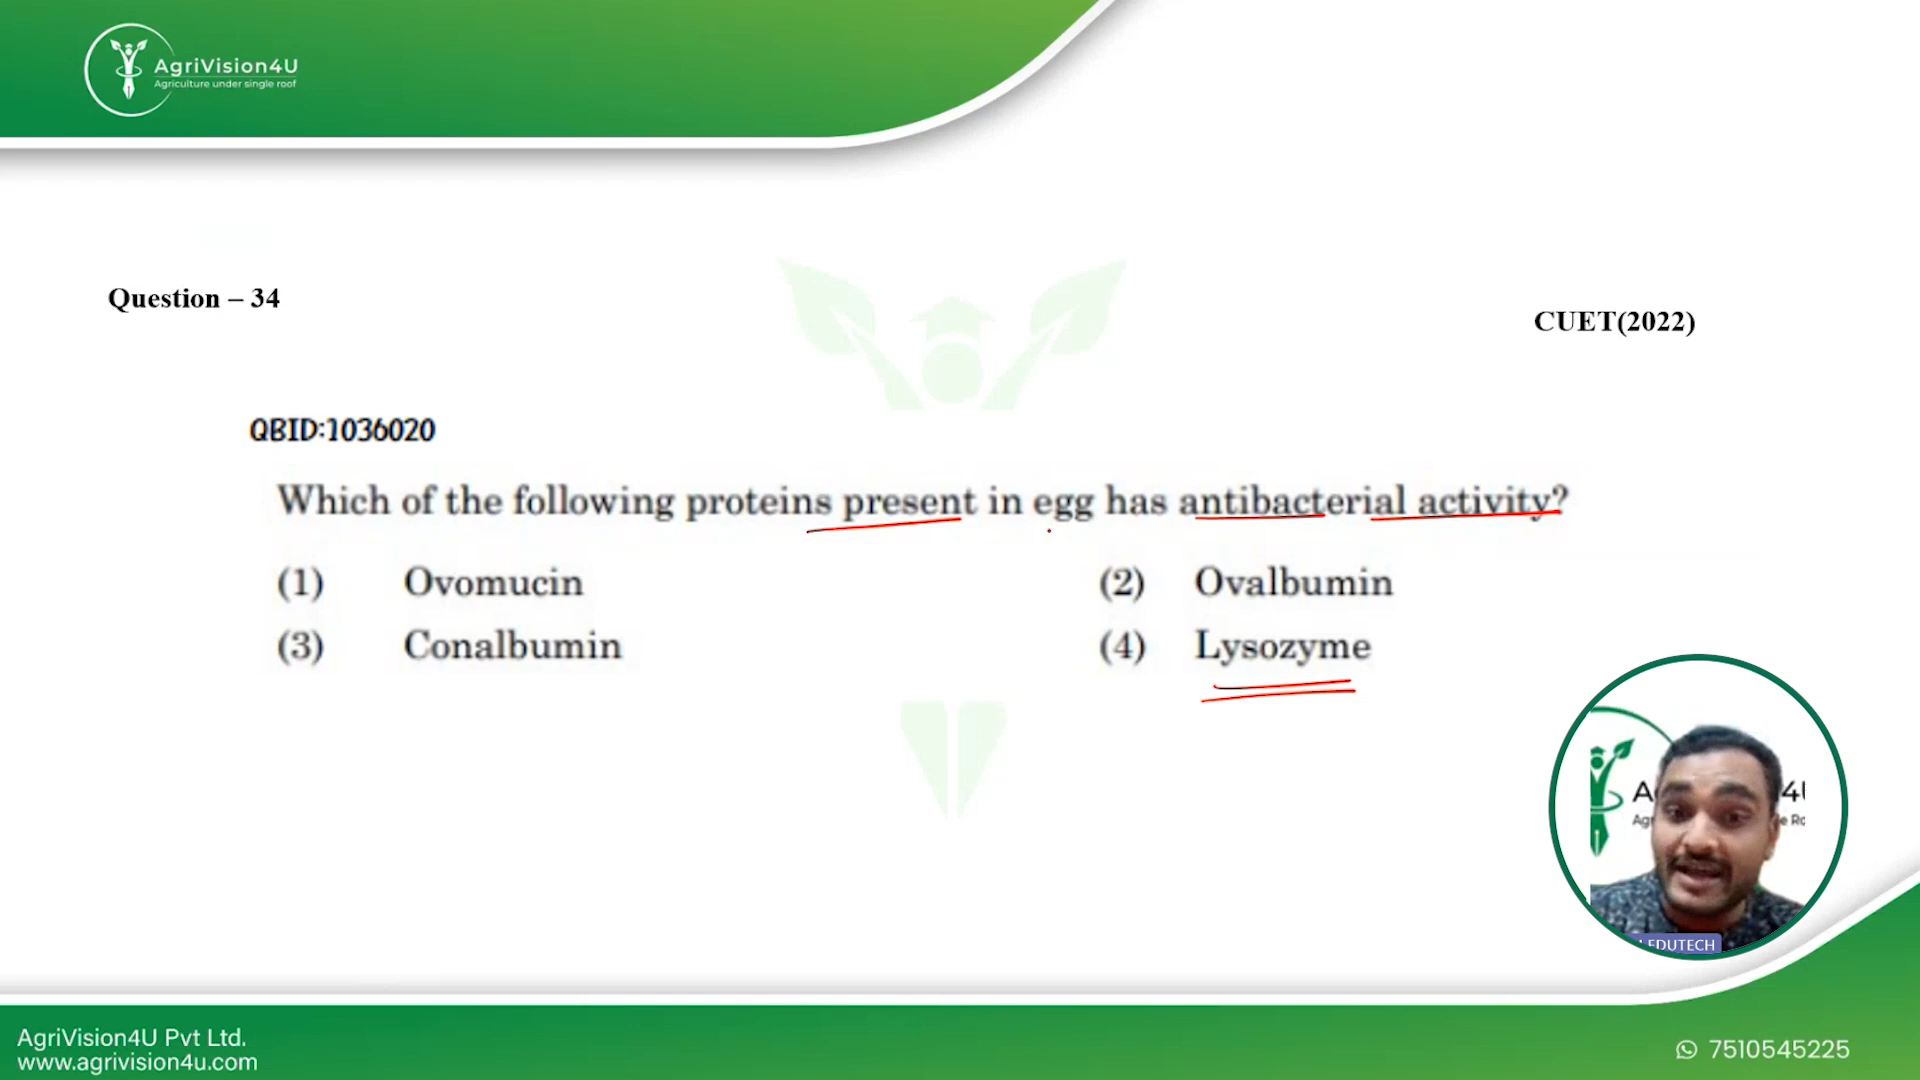 AgriVision4U
Agriculture under single roof
Question – 34
CUET(2022)
QBID:1036020
Which of the following proteins present in egg has antibacterial activity?
(1) Ovomucin
(2) Ovalbumin
(3) Conalbumin
(4) Lysozyme
EDUTECH
AgriVision4U Pvt Ltd.
www.agrivision4u.com
7510545225